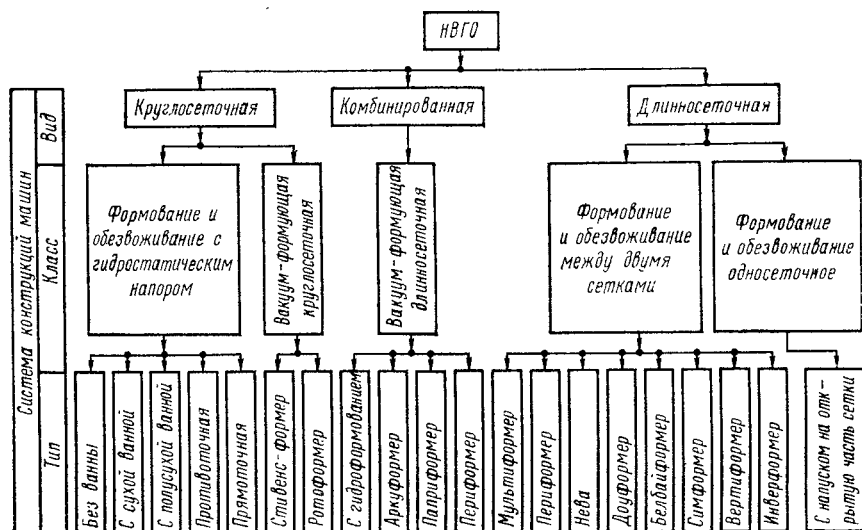 НВГО
Круглосеточная
Комбинированная
Длинносеточная
Система конструкций машин
Вид
Класс
Тип
Формование и
обезвоживание с
гидростатическим
напором
Вакуум-формующая
круглосеточная
Вакуум-формующая
длинносеточная
Формование
и обезвоживание
между двумя
сетками
Формование
и обезвоживание
односеточное
Без ванны
С сухой ванной
С полусухой ванной
Противоточная
Прямоточная
Стивенс-формер
Ротоформер
С гидроформованием
Аркуформер
Паприформер
Периформер
Мультиформер
Периформер
Нева
Доуформер
Белбайформер
Симформер
Вертиформер
Инверформер
С напуском на отк-
рытую часть сетки